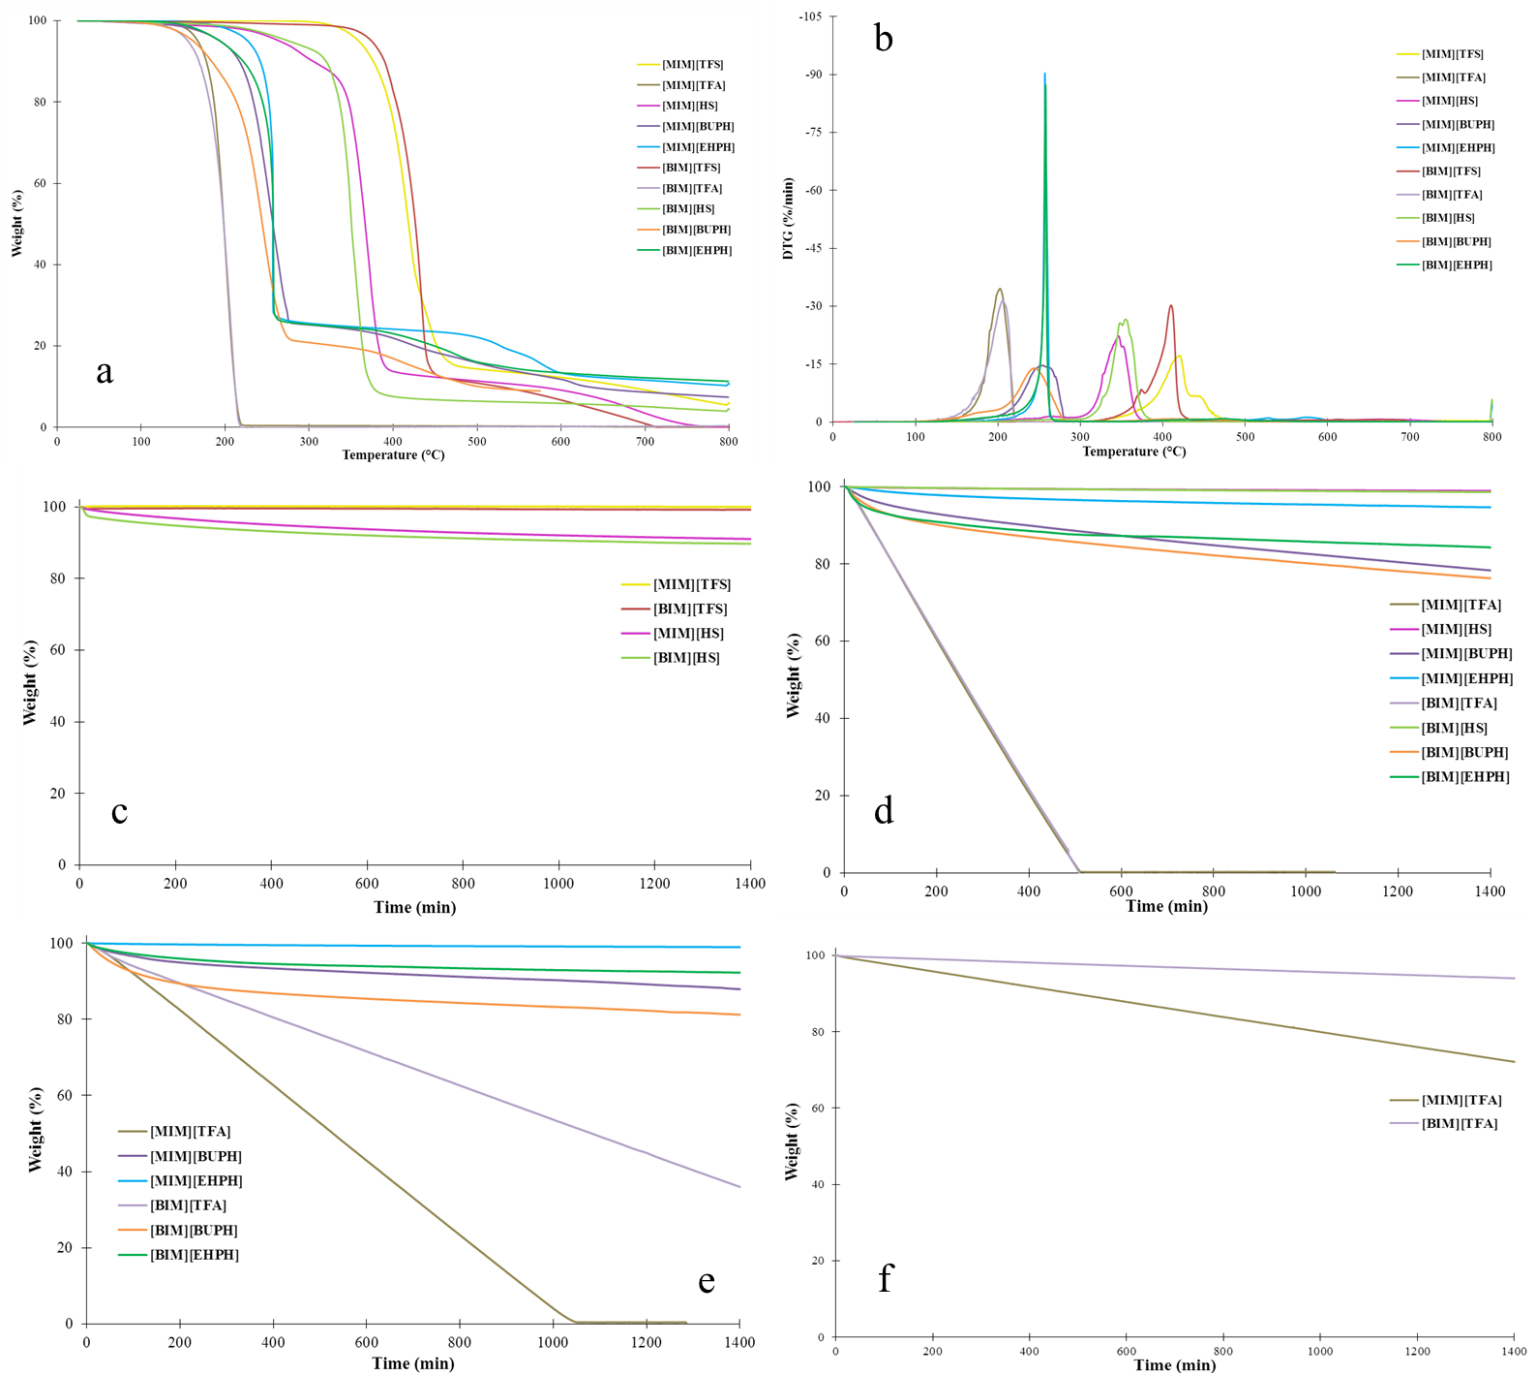 100
80
60
40
20
0
Weight (%)
0 100 200 300 400 500 600 700 800
Temperature (°C)
[MIM][TFS]
[MIM][TFA]
[MIM][HS]
[MIM][BUPH]
[MIM][EHPH]
[BIM][TFS]
[BIM][TFA]
[BIM][HS]
[BIM][BUPH]
[BIM][EHPH]
a
-105
-90
-75
-60
-45
-30
-15
0
DTG (%/min)
0 100 200 300 400 500 600 700 800
Temperature (°C)
b
[MIM][TFS]
[MIM][TFA]
[MIM][HS]
[MIM][BUPH]
[MIM][EHPH]
[BIM][TFS]
[BIM][TFA]
[BIM][HS]
[BIM][BUPH]
[BIM][EHPH]
100
80
60
40
20
0
Weight (%)
0 200 400 600 800 1000 1200 1400
Time (min)
[MIM][TFS]
[BIM][TFS]
[MIM][HS]
[BIM][HS]
c
100
80
60
40
20
0
Weight (%)
0 200 400 600 800 1000 1200 1400
Time (min)
[MIM][TFA]
[MIM][HS]
[MIM][BUPH]
[MIM][EHPH]
[BIM][TFA]
[BIM][HS]
[BIM][BUPH]
[BIM][EHPH]
d
100
80
60
40
20
0
Weight (%)
0 200 400 600 800 1000 1200 1400
Time (min)
[MIM][TFA]
[MIM][BUPH]
[MIM][EHPH]
[BIM][TFA]
[BIM][BUPH]
[BIM][EHPH]
e
100
80
60
40
20
0
Weight (%)
0 200 400 600 800 1000 1200 1400
Time (min)
[MIM][TFA]
[BIM][TFA]
f